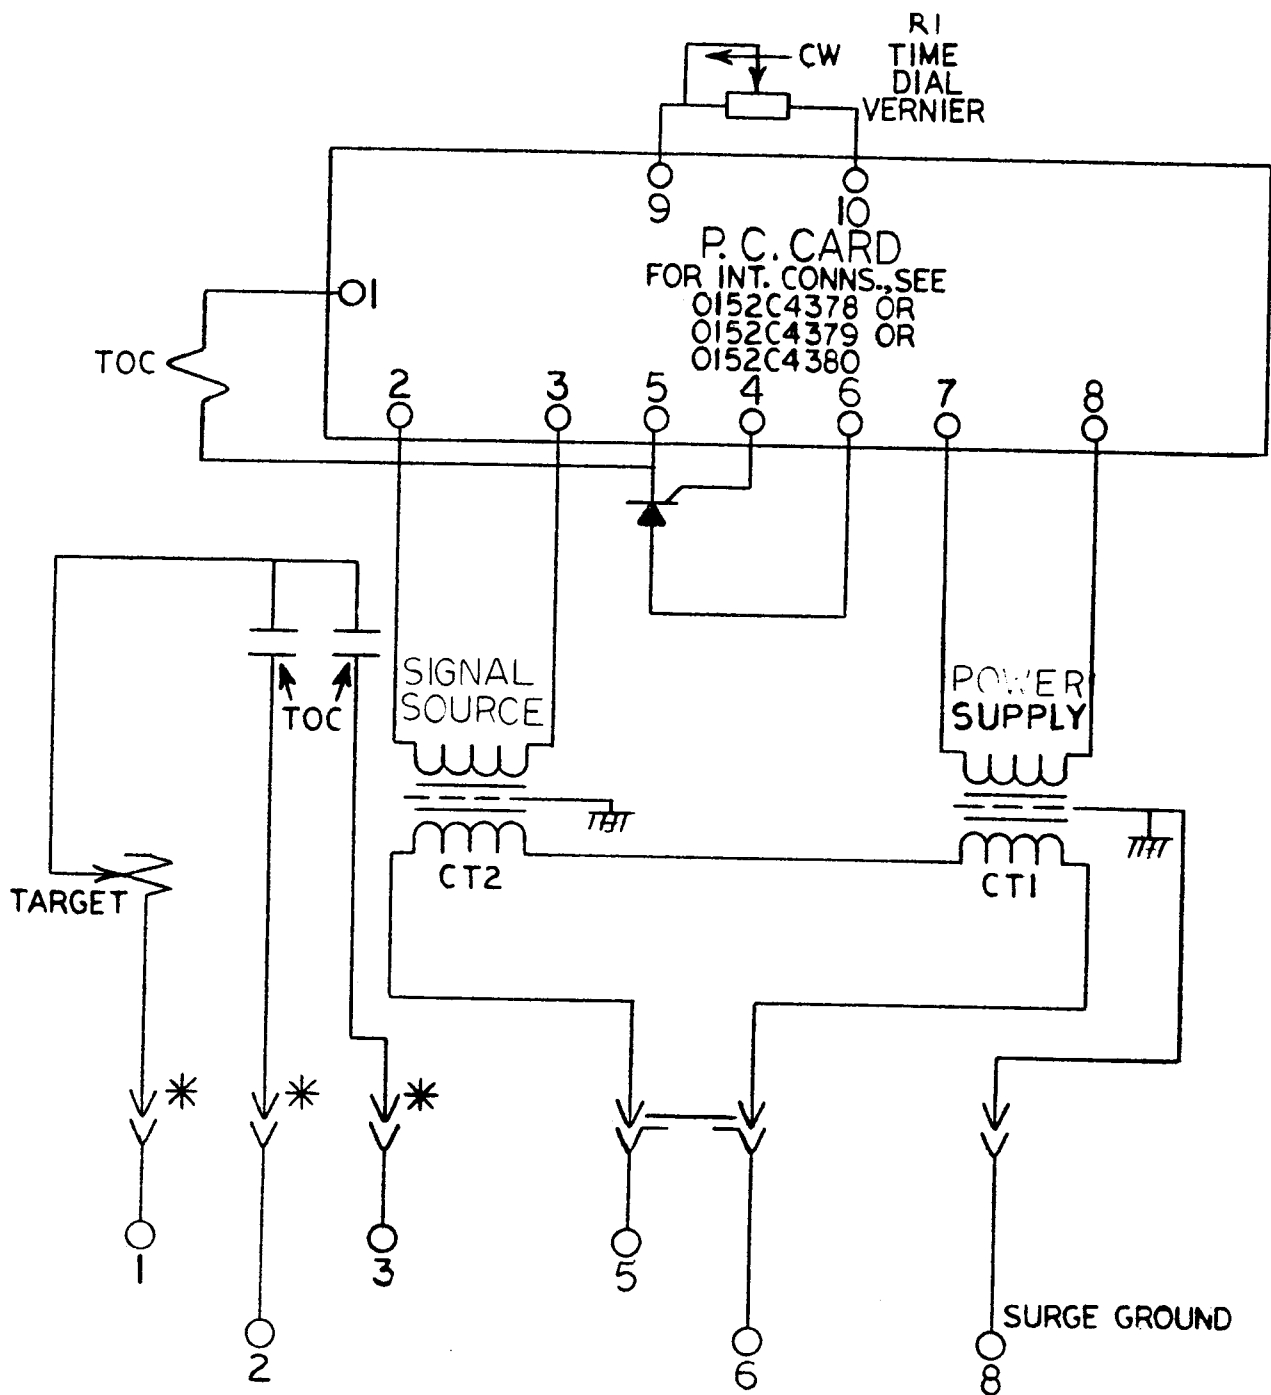 R1
CW TIME
DIAL
VERNIER
9 10
P. C. CARD
1 FOR INT. CONNS.,SEE
0152C4378 OR
0152C4379 OR
TOC 0152C4380
2 3 5 4 6 7 8
SIGNAL POWER
TOC SOURCE SUPPLY
TARGET CT2 CT1
* * *
1 3 5
SURGE GROUND
2 6 8